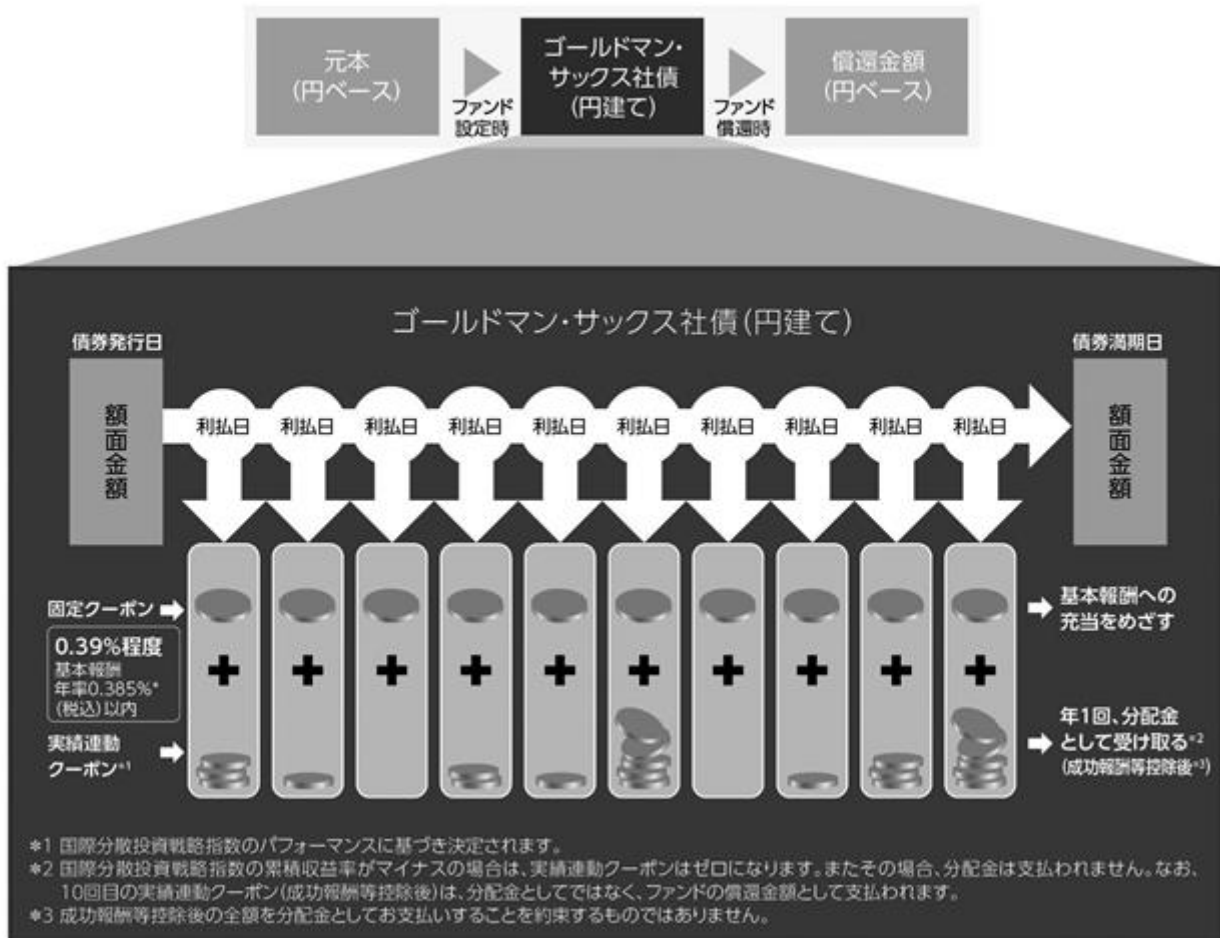 元本
(円ベース)
ファンド
設定時
ゴールドマン・
サックス社債
(円建て)
ファンド
償還時
償還金額
(円ベース)
ゴールドマン・サックス社債(円建て)
債券発行日
額面金額
利払日 利払日 利払日 利払日 利払日 利払日 利払日 利払日 利払日 利払日
債券満期日
額面金額
固定クーポン
0.39%程度
基本報酬
年率0.385%*
(税込)以内
実績連動
クーポン*1
+ + + + + + + + + +
基本報酬への
充当をめざす
年1回、分配金
として受け取る*2
(成功報酬等控除後*3)
*1 国際分散投資戦略指数のパフォーマンスに基づき決定されます。
*2 国際分散投資戦略指数の累積収益率がマイナスの場合は、実績連動クーポンはゼロになります。またその場合、分配金は支払われません。なお、
10回目の実績連動クーポン(成功報酬等控除後)は、分配金としてではなく、ファンドの償還金額として支払われます。
*3 成功報酬等控除後の全額を分配金としてお支払いすることを約束するものではありません。